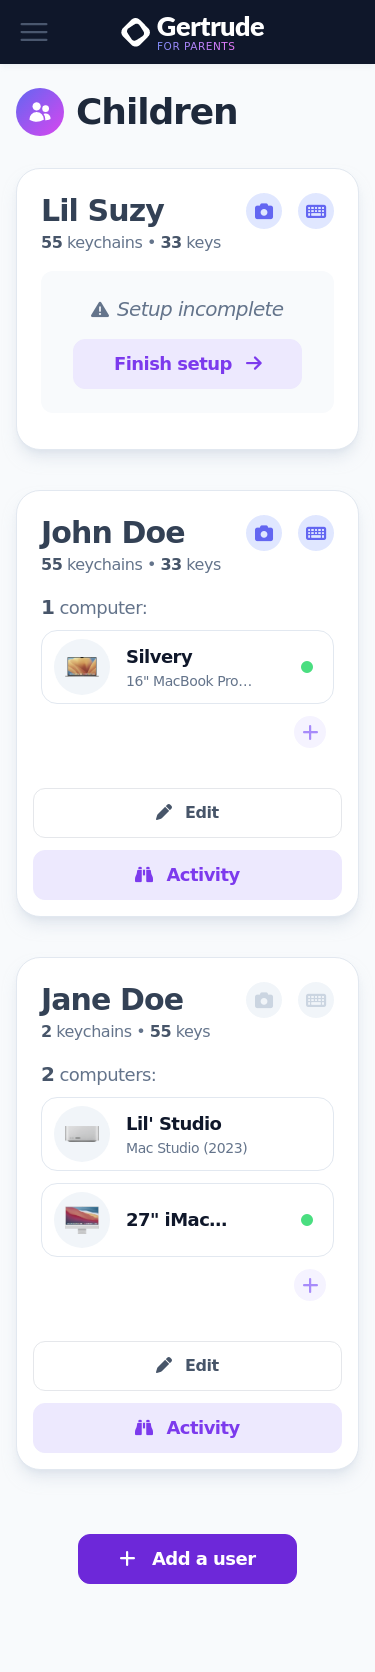 Gertrude
FOR PARENTS
Children
Lil Suzy
55 keychains • 33 keys
Setup incomplete
Finish setup →
John Doe
55 keychains • 33 keys
1 computer:
Silvery
16" MacBook Pro…
Edit
Activity
Jane Doe
2 keychains • 55 keys
2 computers:
Lil' Studio
Mac Studio (2023)
27" iMac…
Edit
Activity
+ Add a user